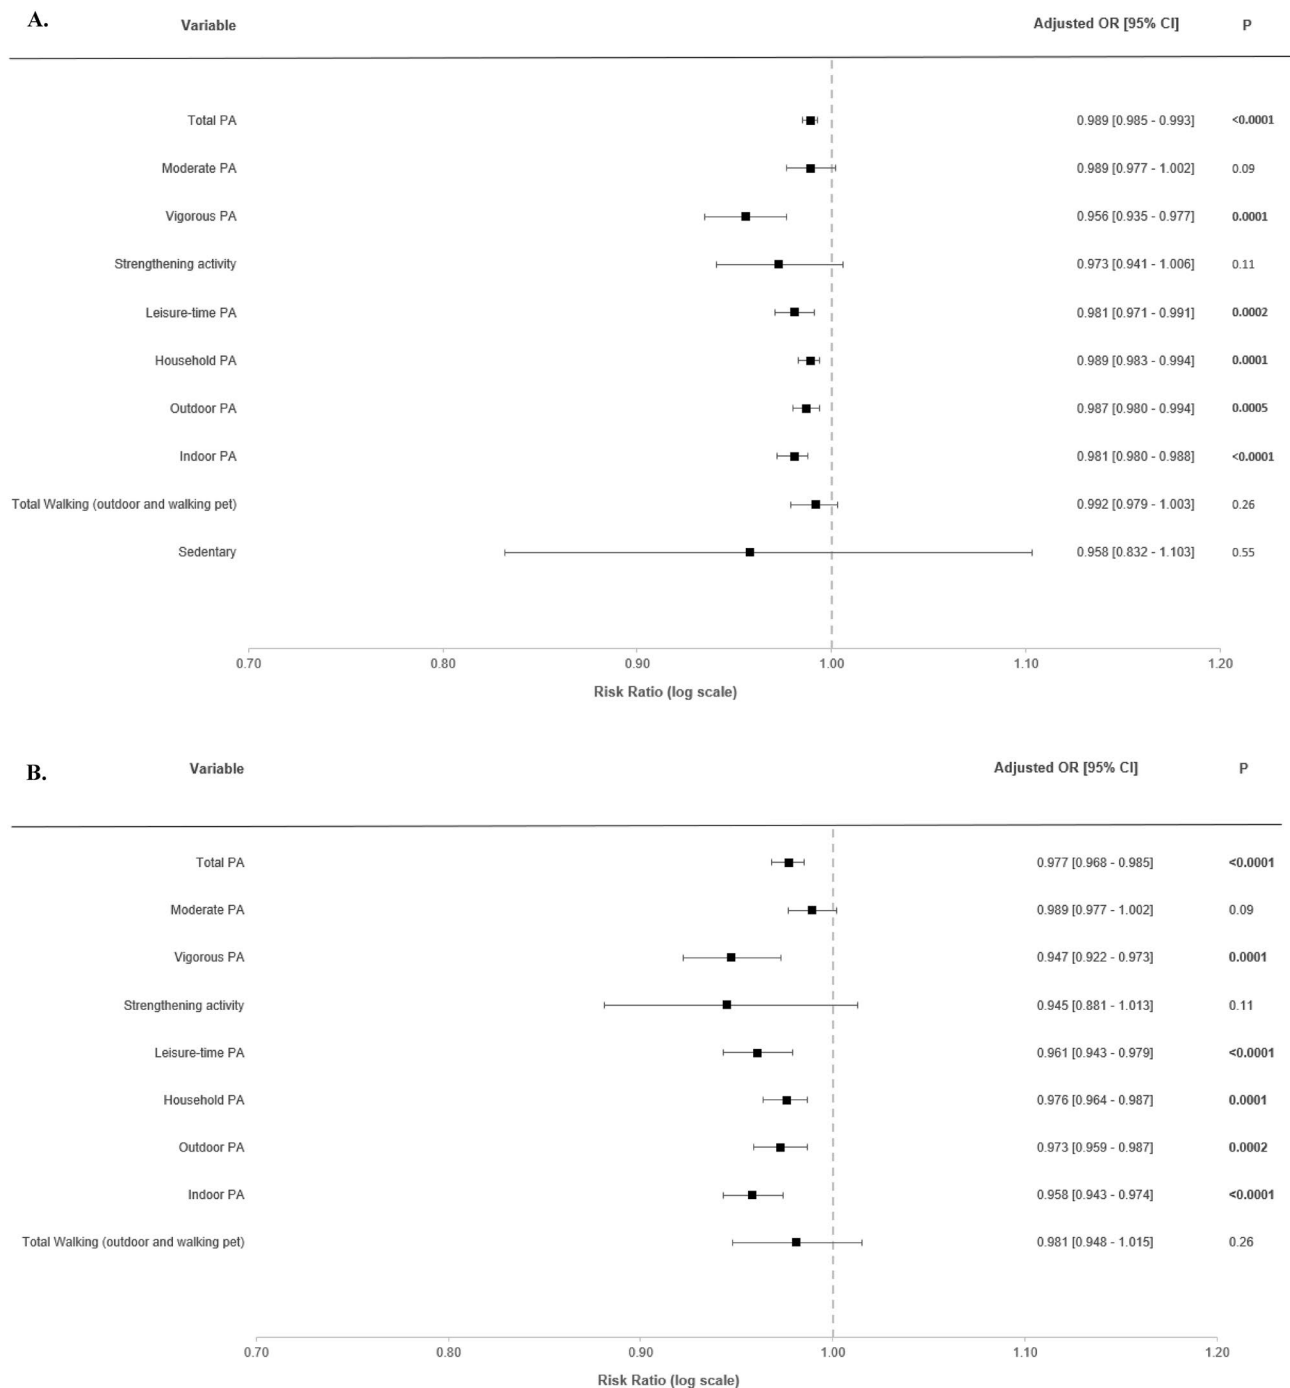 A.
Variable Adjusted OR [95% CI] P
Total PA 0.989 [0.985 - 0.993] <0.0001
Moderate PA 0.989 [0.977 - 1.002] 0.09
Vigorous PA 0.956 [0.935 - 0.977] 0.0001
Strengthening activity 0.973 [0.941 - 1.006] 0.11
Leisure-time PA 0.981 [0.971 - 0.991] 0.0002
Household PA 0.989 [0.983 - 0.994] 0.0001
Outdoor PA 0.987 [0.980 - 0.994] 0.0005
Indoor PA 0.981 [0.980 - 0.988] <0.0001
Total Walking (outdoor and walking pet) 0.992 [0.979 - 1.003] 0.26
Sedentary 0.958 [0.832 - 1.103] 0.55
0.70 0.80 0.90 1.00 1.10 1.20
Risk Ratio (log scale)
B.
Variable Adjusted OR [95% CI] P
Total PA 0.977 [0.968 - 0.985] <0.0001
Moderate PA 0.989 [0.977 - 1.002] 0.09
Vigorous PA 0.947 [0.922 - 0.973] 0.0001
Strengthening activity 0.945 [0.881 - 1.013] 0.11
Leisure-time PA 0.961 [0.943 - 0.979] <0.0001
Household PA 0.976 [0.964 - 0.987] 0.0001
Outdoor PA 0.973 [0.959 - 0.987] 0.0002
Indoor PA 0.958 [0.943 - 0.974] <0.0001
Total Walking (outdoor and walking pet) 0.981 [0.948 - 1.015] 0.26
0.70 0.80 0.90 1.00 1.10 1.20
Risk Ratio (log scale)